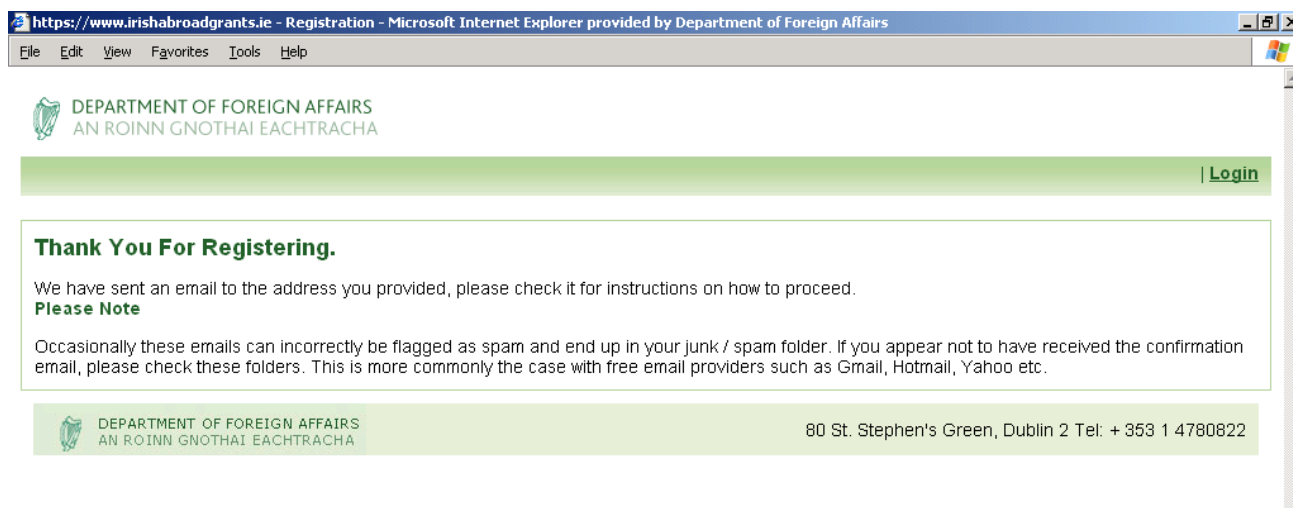 https://www.irishabroadgrants.ie - Registration - Microsoft Internet Explorer provided by Department of Foreign Affairs
File Edit View Favorites Tools Help
DEPARTMENT OF FOREIGN AFFAIRS
AN ROINN GNOTHAI EACHTRACHA
| Login
Thank You For Registering.
We have sent an email to the address you provided, please check it for instructions on how to proceed.
Please Note
Occasionally these emails can incorrectly be flagged as spam and end up in your junk / spam folder. If you appear not to have received the confirmation
email, please check these folders. This is more commonly the case with free email providers such as Gmail, Hotmail, Yahoo etc.
DEPARTMENT OF FOREIGN AFFAIRS
AN ROINN GNOTHAI EACHTRACHA
80 St. Stephen's Green, Dublin 2 Tel: + 353 1 4780822